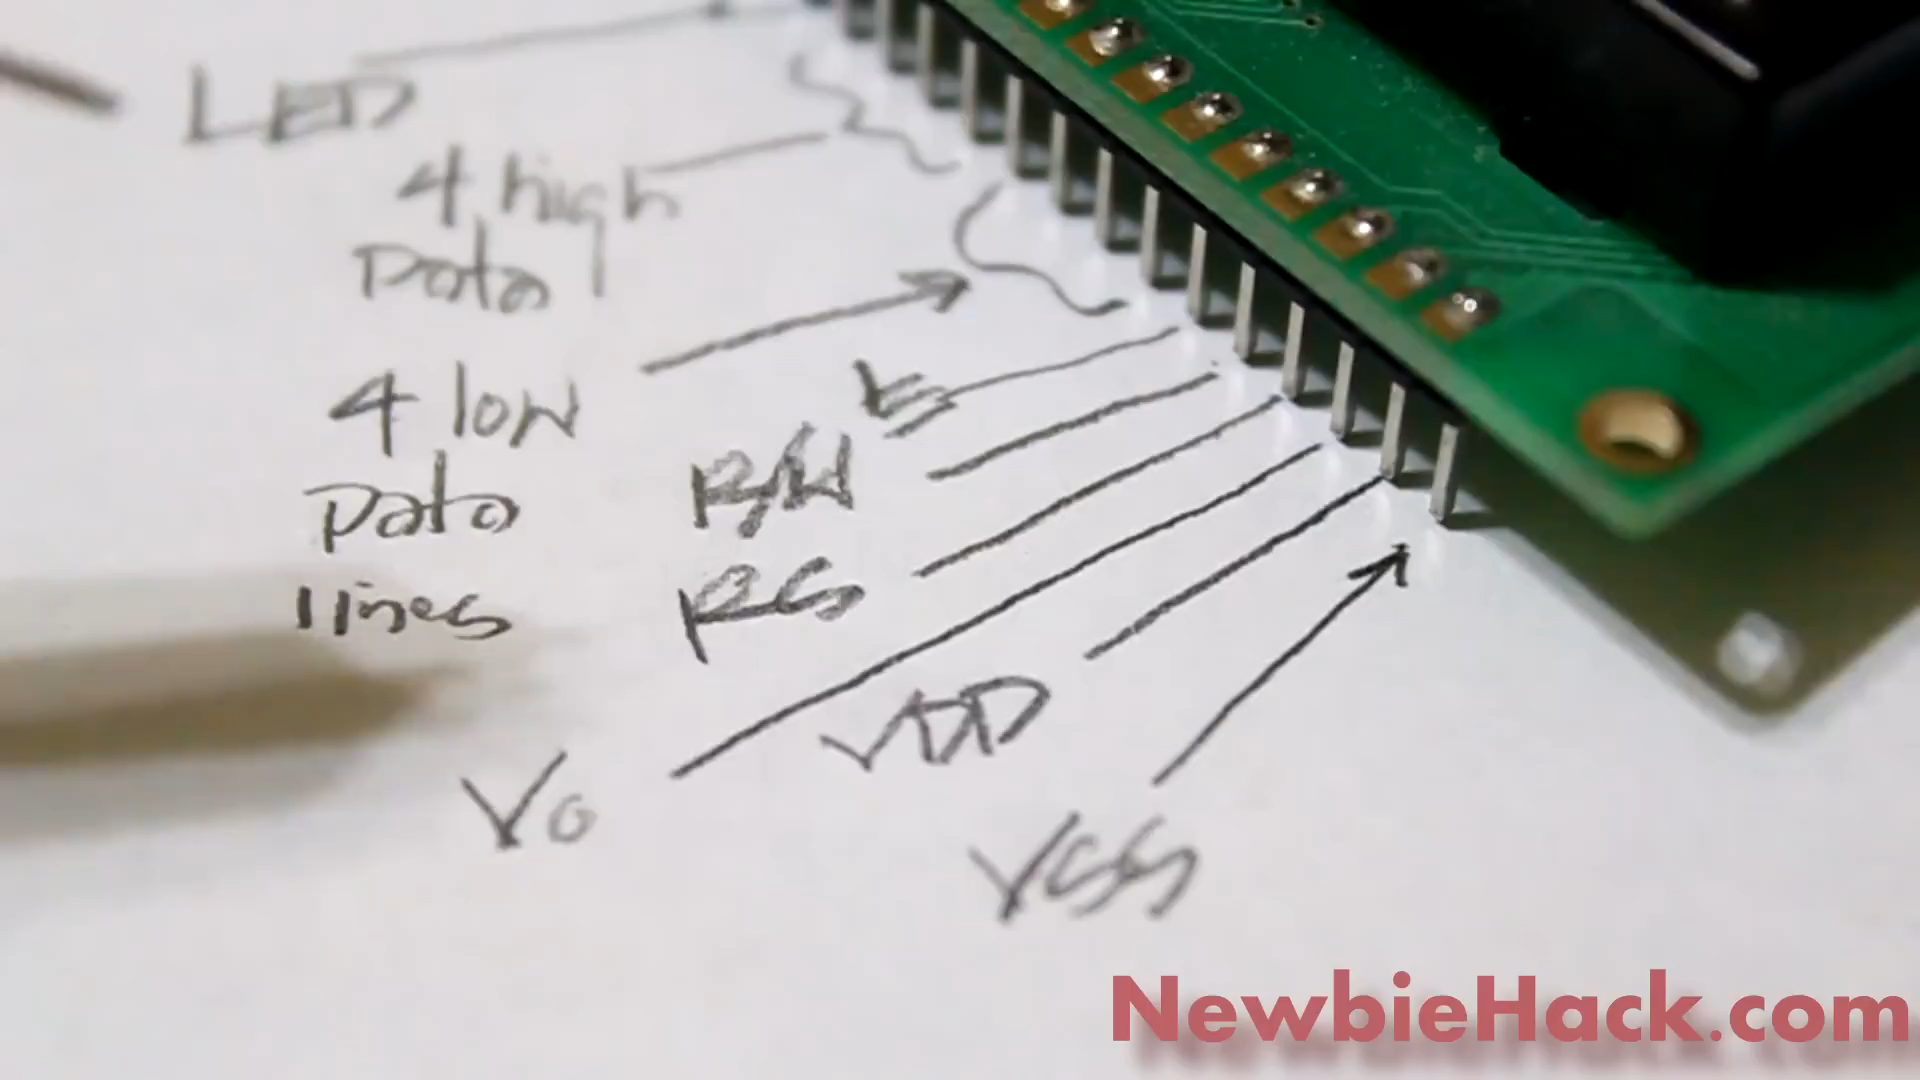 LED
4 high
Data
4 low
Data
lines
E
R/W
RS
Vo
VDD
VSS
NewbieHack.com